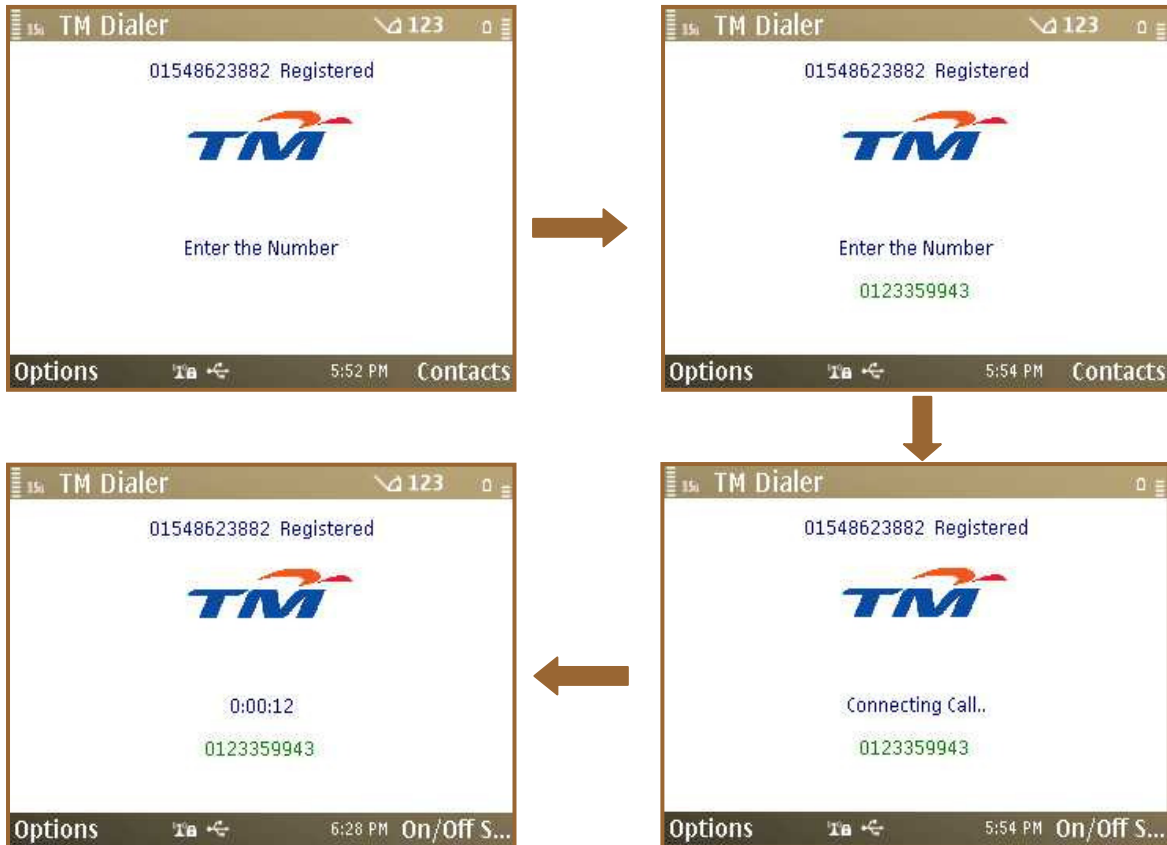 TM Dialer 123
01548623882 Registered
TM
Enter the Number
Options 5:52 PM Contacts
TM Dialer 123
01548623882 Registered
TM
Enter the Number
0123359943
Options 5:54 PM Contacts
TM Dialer
01548623882 Registered
TM
Connecting Call..
0123359943
Options 5:54 PM On/Off S...
TM Dialer 123
01548623882 Registered
TM
0:00:12
0123359943
Options 6:28 PM On/Off S...